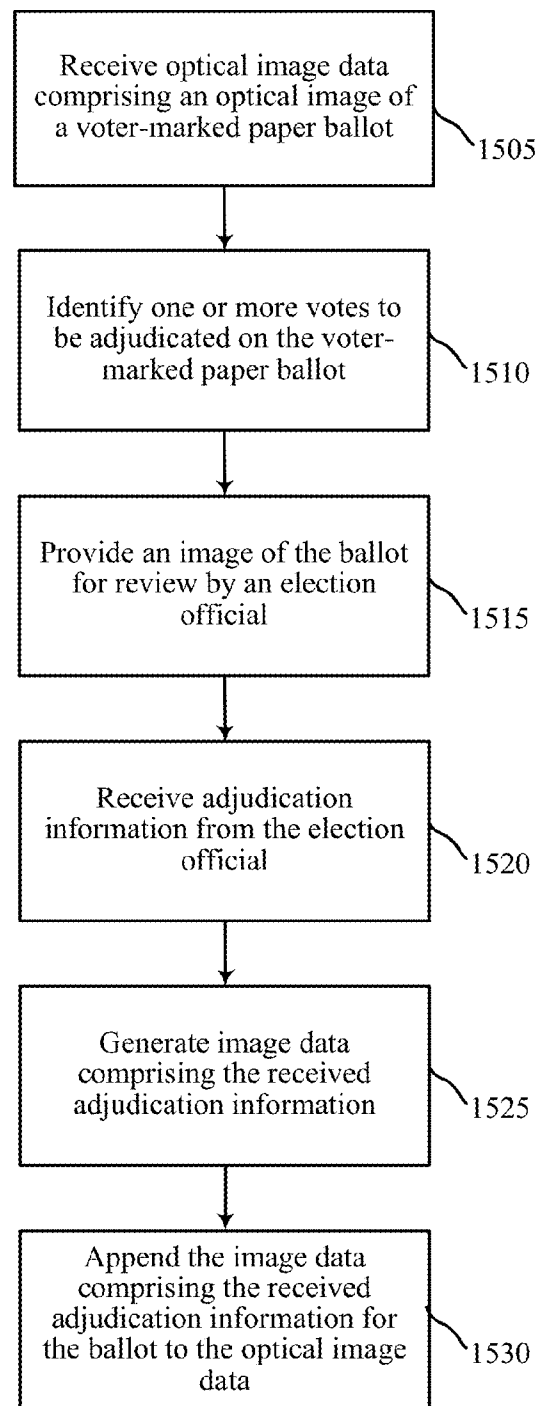 Receive optical image data
comprising an optical image of
a voter-marked paper ballot
1505
Identify one or more votes to
be adjudicated on the voter-
marked paper ballot
1510
Provide an image of the ballot
for review by an election
official
1515
Receive adjudication
information from the election
official
1520
Generate image data
comprising the received
adjudication information
1525
Append the image data
comprising the received
adjudication information for
the ballot to the optical image
data
1530